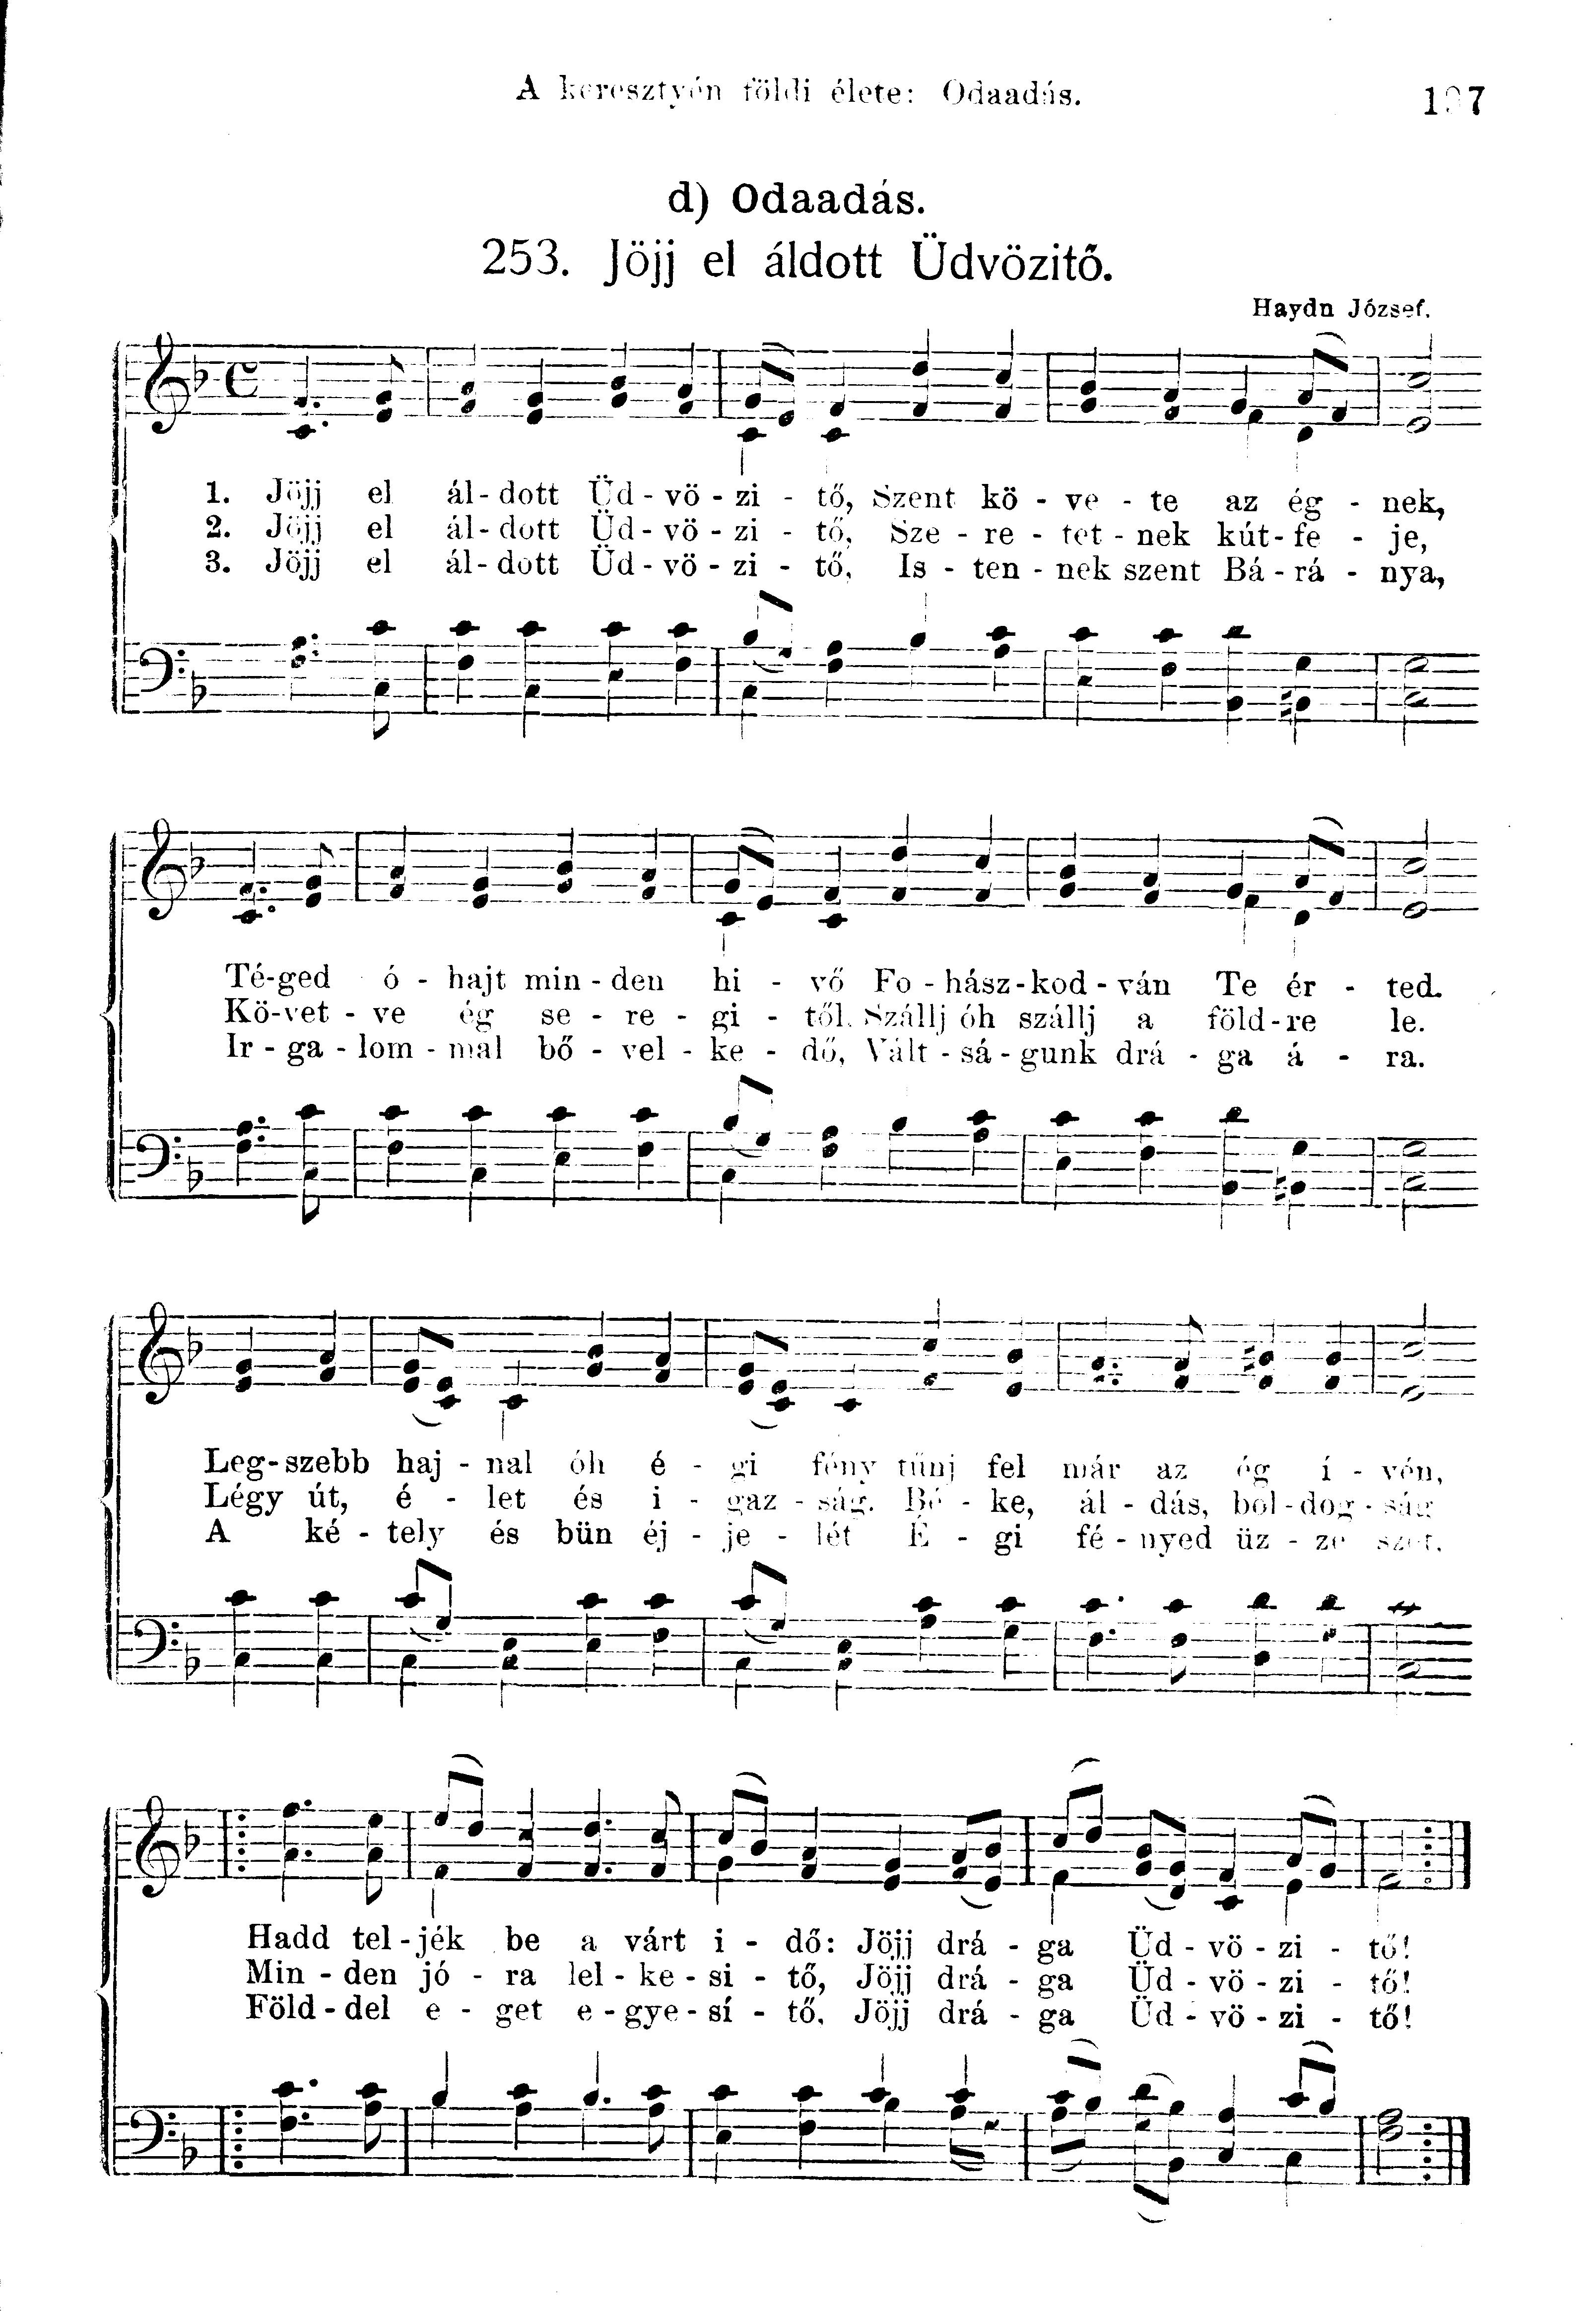 A keresztyén földi élete: Odaadás.
197
d) Odaadás.
253. Jöjj el áldott Üdvözitő.
Haydn József.
1. Jöjj el ál-dott Üd-vö-zi-tő, Szent kö-ve-te az ég-nek,
2. Jöjj el ál-dott Üd-vö-zi-tő, Sze-re-tet-nek kút-fe-je,
3. Jöjj el ál-dott Üd-vö-zi-tő, Is-ten-nek szent Bá-rá-nya,
Té-ged ó-hajt min-den hi-vő Fo-hász-kod-ván Te ér-ted.
Kö-vet-ve ég se-re-gi-től. Szállj óh szállj a föld-re le.
Ir-ga-lom-mal bő-vel-ke-dő, Vált-sá-gunk drá-ga á-ra.
Leg-szebb haj-nal óh é-gi fény tünj fel már az ég í-vén,
Légy út, é-let és i-gaz-ság. Bé-ke, ál-dás, bol-dog-ság
A ké-tely és bün éj-je-lét É-gi fé-nyed üz-ze szét.
Hadd tel-jék be a várt i-dő: Jöjj drá-ga Üd-vö-zi-tő!
Min-den jó-ra lel-ke-si-tő, Jöjj drá-ga Üd-vö-zi-tő!
Föld-del e-get e-gye-sí-tő, Jöjj drá-ga Üd-vö-zi-tő!